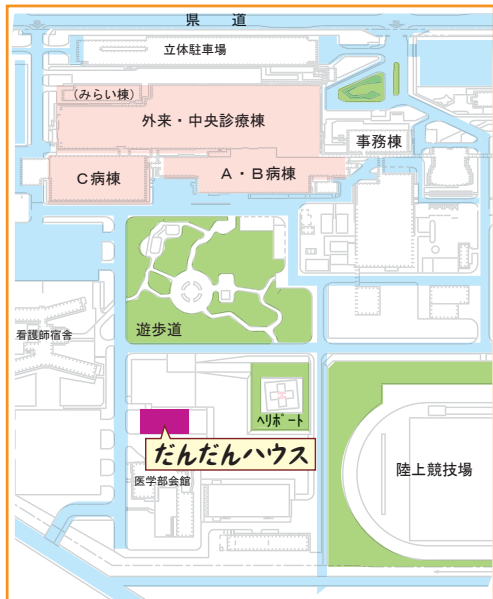 県道
立体駐車場
(みらい棟)
外来・中央診療棟
事務棟
C病棟
A・B病棟
遊歩道
看護師宿舎
ヘリポート
だんだんハウス
医学部会館
陸上競技場